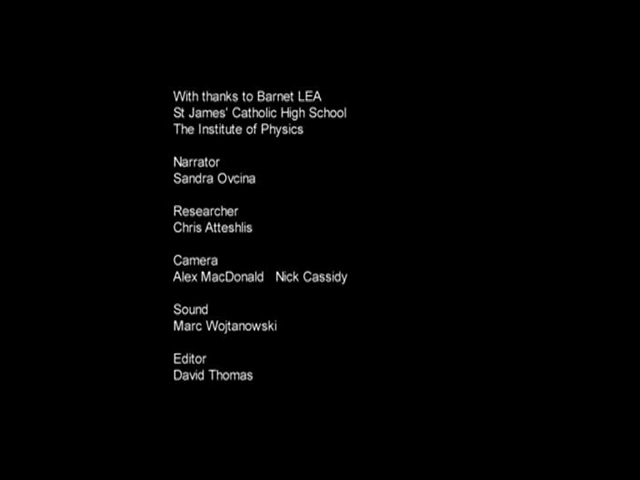 With thanks to Barnet LEA
St James' Catholic High School
The Institute of Physics
Narrator
Sandra Ovcina
Researcher
Chris Atteshlis
Camera
Alex MacDonald   Nick Cassidy
Sound
Marc Wojtanowski
Editor
David Thomas